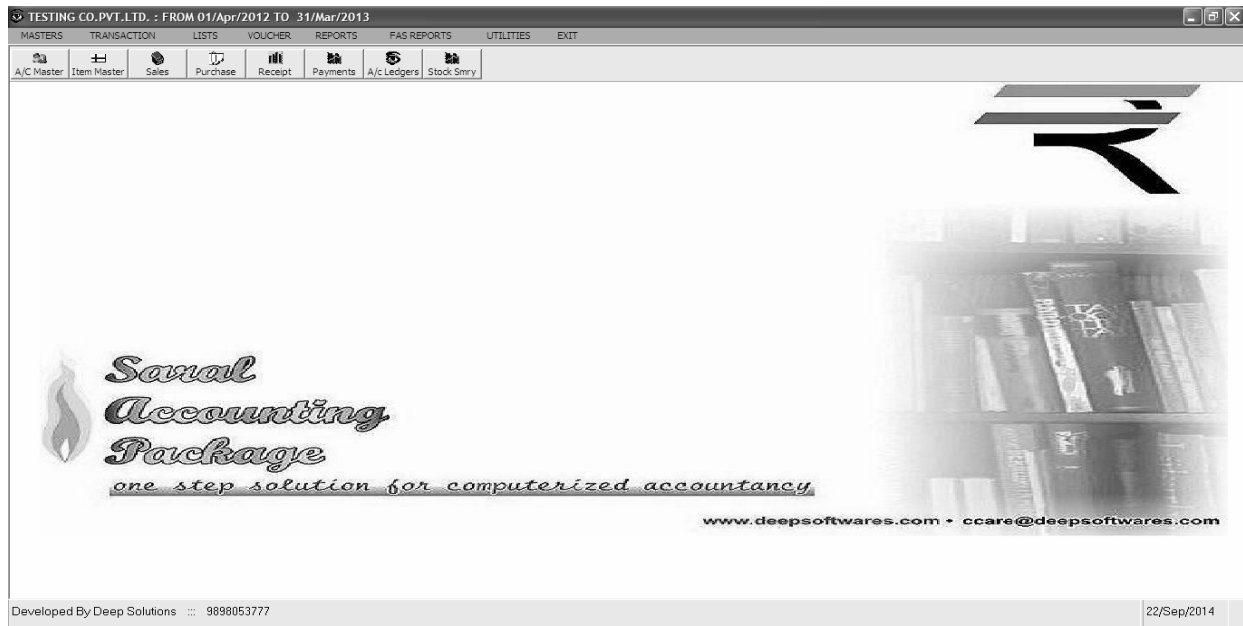 TESTING CO.PVT.LTD. : FROM 01/Apr/2012 TO 31/Mar/2013
MASTERS TRANSACTION LISTS VOUCHER REPORTS FAS REPORTS UTILITIES EXIT
A/C Master Item Master Sales Purchase Receipt Payments A/c Ledgers Stock Smry
Saral
Accounting
Package
one step solution for computerized accountancy
www.deepsoftwares.com • ccare@deepsoftwares.com
Developed By Deep Solutions ::: 9898053777 22/Sep/2014